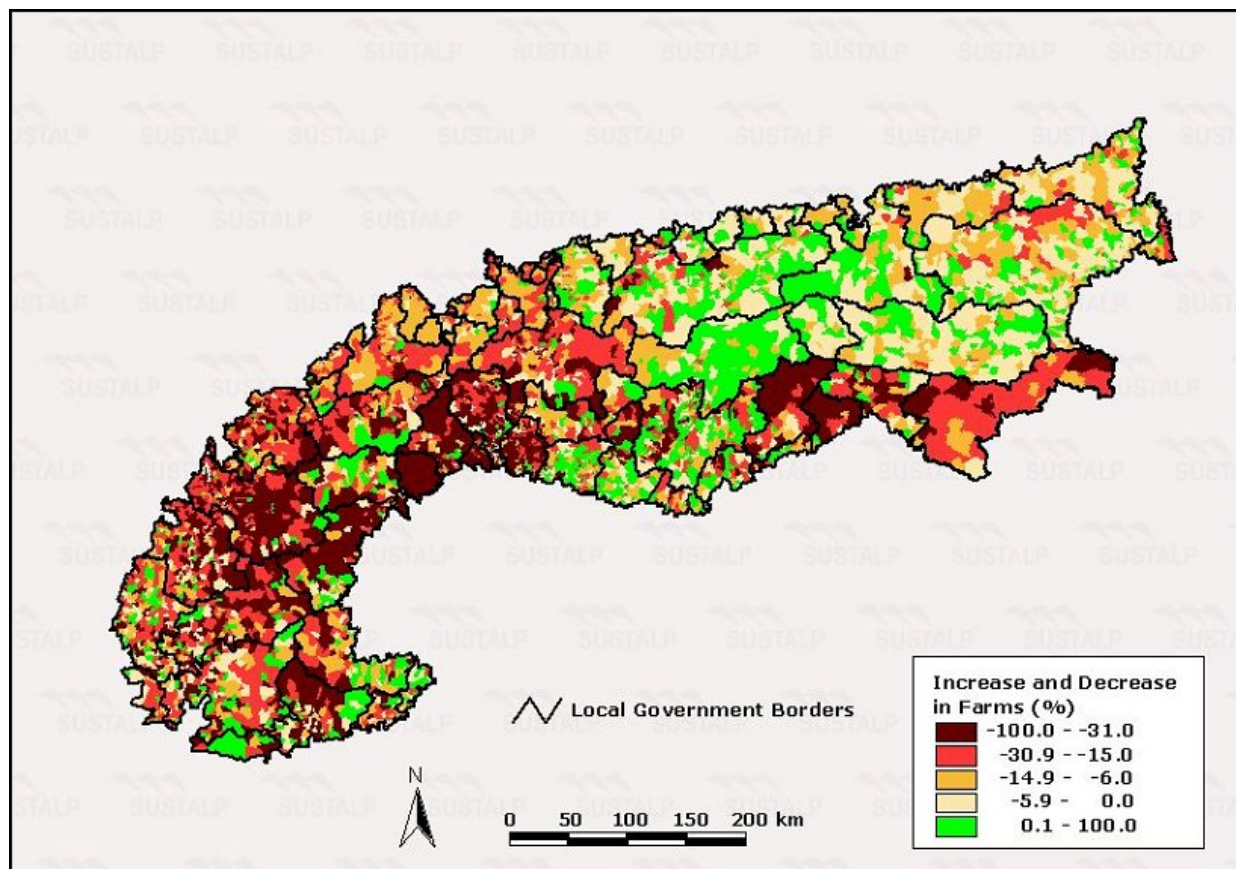 SUSTALP
Local Government Borders
N
0 50 100 150 200 km
Increase and Decrease
in Farms (%)
-100.0 - -31.0
-30.9 - -15.0
-14.9 - -6.0
-5.9 - 0.0
0.1 - 100.0